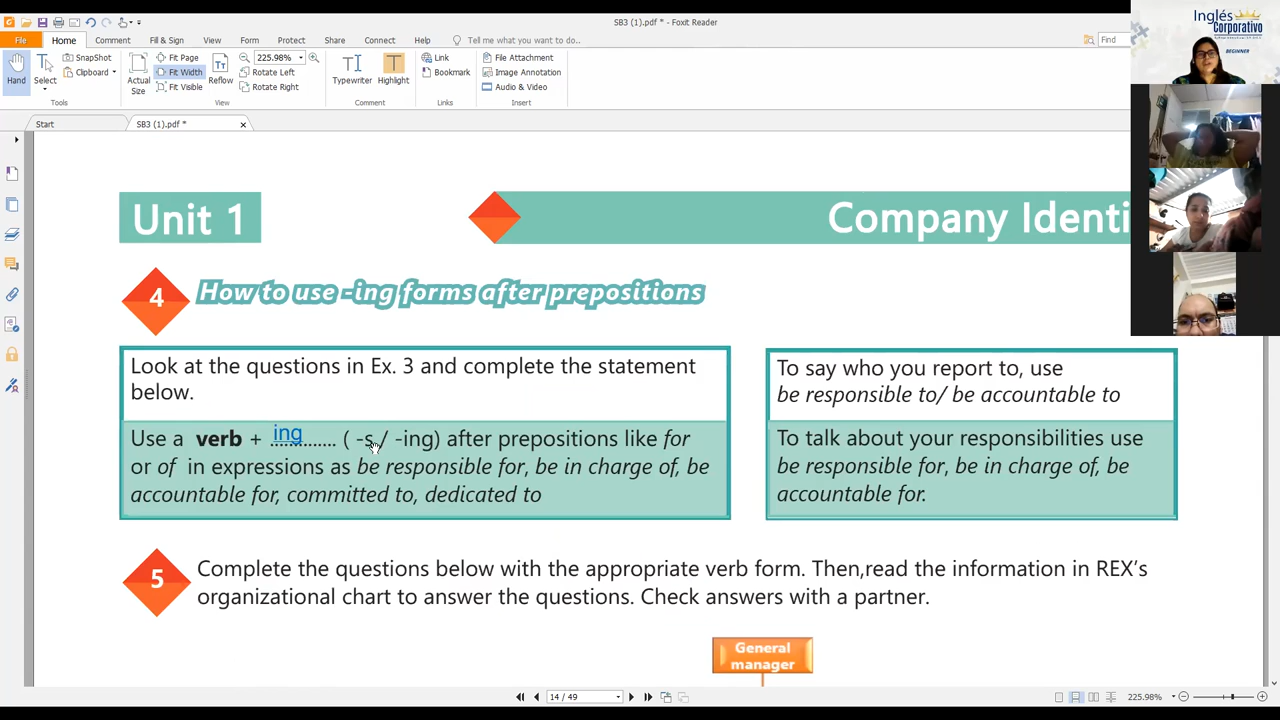 SB3 (1).pdf * - Foxit Reader
File Home Comment Fill & Sign View Form Protect Share Connect Help Tell me what you want to do.. Find
Hand
Select
SnapShot
Clipboard
Tools
Actual
Size
Fit Page
Fit Width
Fit Visible
Reflow
225.98%
Rotate Left
Rotate Right
View
Typewriter
Highlight
Comment
Link
Bookmark
Links
File Attachment
Image Annotation
Audio & Video
Insert
Start
SB3 (1).pdf *
Inglés
Corporativo
BEGINNER
Unit 1
Company Identi
4
How to use -ing forms after prepositions
Look at the questions in Ex. 3 and complete the statement
below.
Use a verb + ing ............. ( -s / -ing) after prepositions like for
or of in expressions as be responsible for, be in charge of, be
accountable for, committed to, dedicated to
To say who you report to, use
be responsible to/ be accountable to
To talk about your responsibilities use
be responsible for, be in charge of, be
accountable for.
5
Complete the questions below with the appropriate verb form. Then,read the information in REX's
organizational chart to answer the questions. Check answers with a partner.
General
manager
14 / 49
225.98%